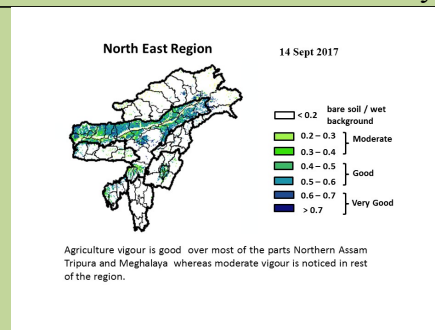 North East Region
14 Sept 2017
< 0.2 bare soil / wet background
0.2 – 0.3
0.3 – 0.4
Moderate
0.4 – 0.5
0.5 – 0.6
Good
0.6 – 0.7
> 0.7
Very Good
Agriculture vigour is good over most of the parts Northern Assam
Tripura and Meghalaya whereas moderate vigour is noticed in rest
of the region.